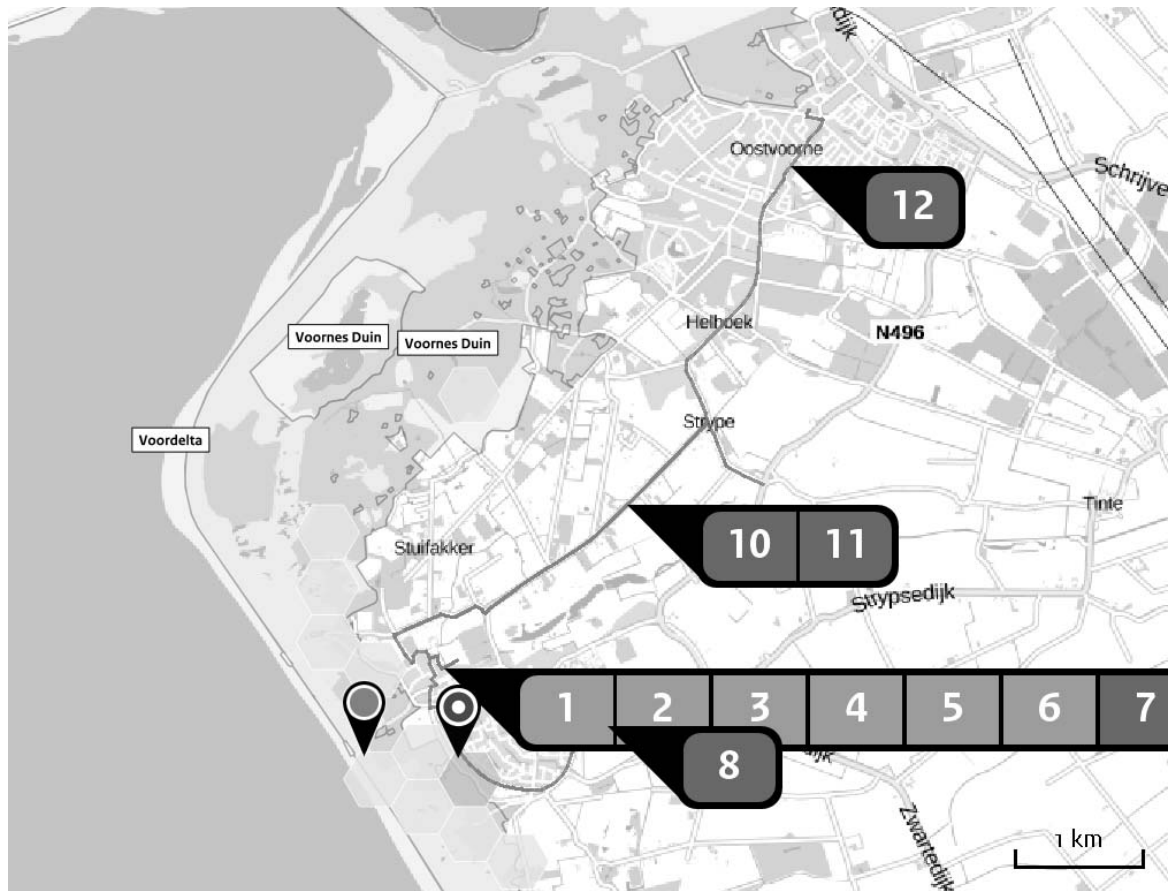 Oostvoorne
Schrijve
12
Helhoek
N496
Voornes Duin
Voornes Duin
Strype
Voordelta
Tinte
10 11
Stuifakker
Strypsedijk
1 2 3 4 5 6 7
8
dijk
Zwartedijk
1 km